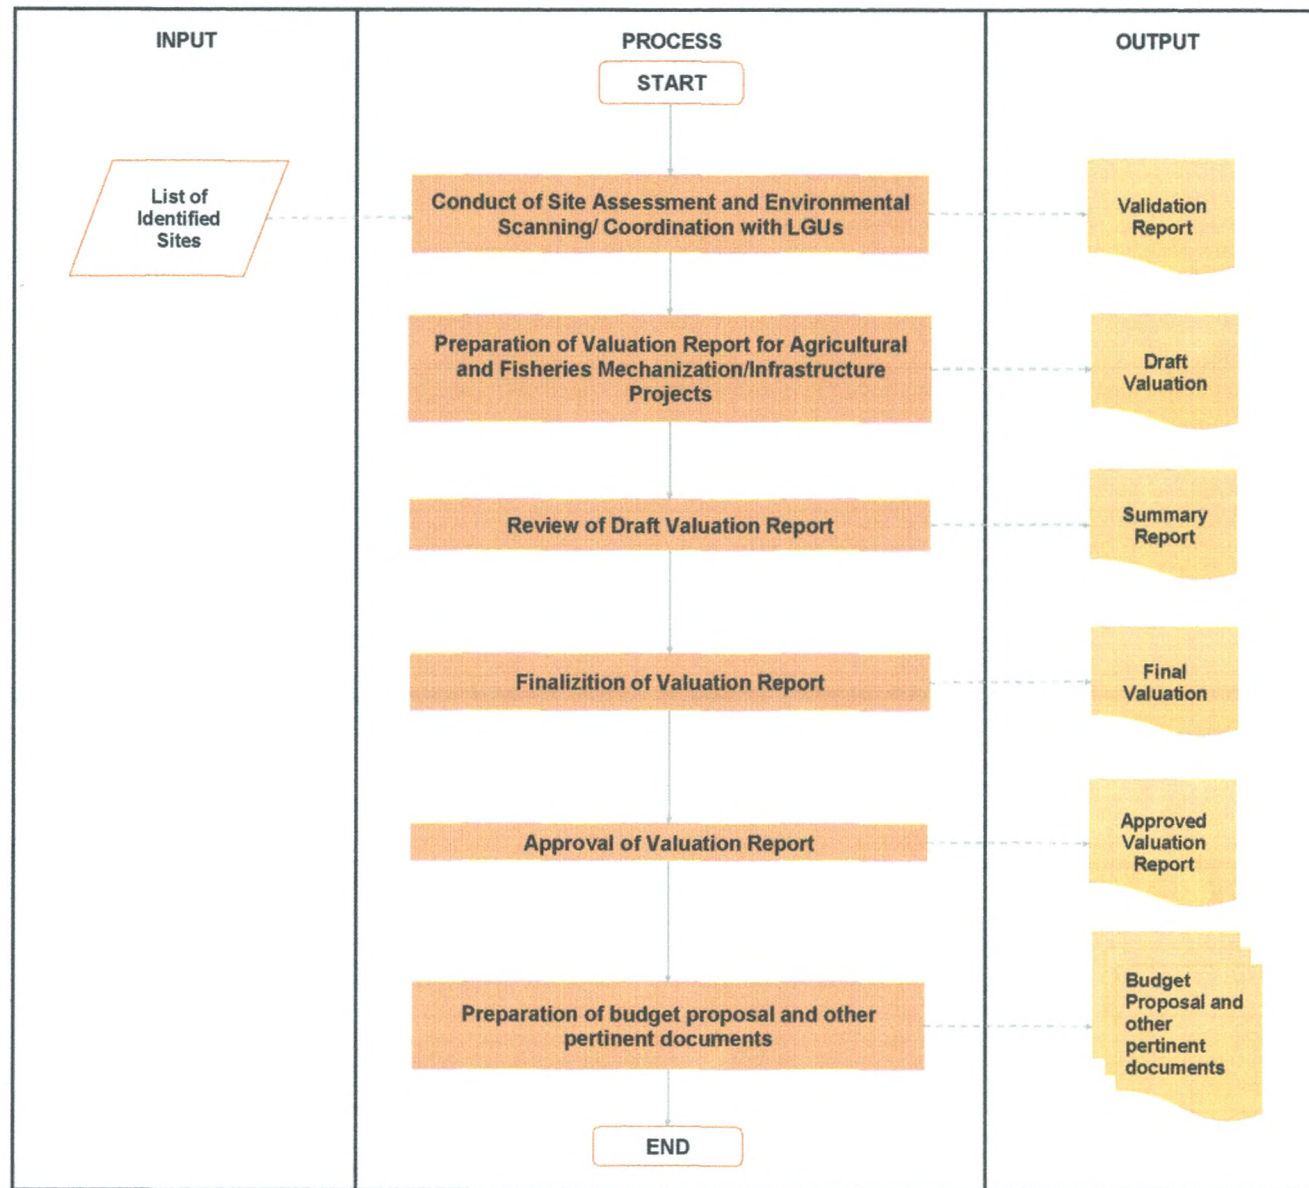 INPUT
PROCESS
OUTPUT
START
List of
Identified
Sites
Conduct of Site Assessment and Environmental
Scanning/ Coordination with LGUs
Validation
Report
Preparation of Valuation Report for Agricultural
and Fisheries Mechanization/Infrastructure
Projects
Draft
Valuation
Review of Draft Valuation Report
Summary
Report
Finalizition of Valuation Report
Final
Valuation
Approval of Valuation Report
Approved
Valuation
Report
Preparation of budget proposal and other
pertinent documents
Budget
Proposal and
other
pertinent
documents
END